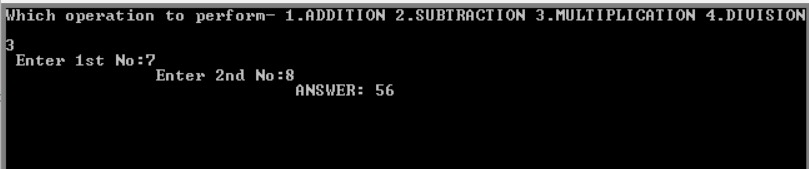 Which operation to perform- 1.ADDITION 2.SUBTRACTION 3.MULTIPLICATION 4.DIVISION
3
Enter 1st No:7
Enter 2nd No:8
ANSWER: 56